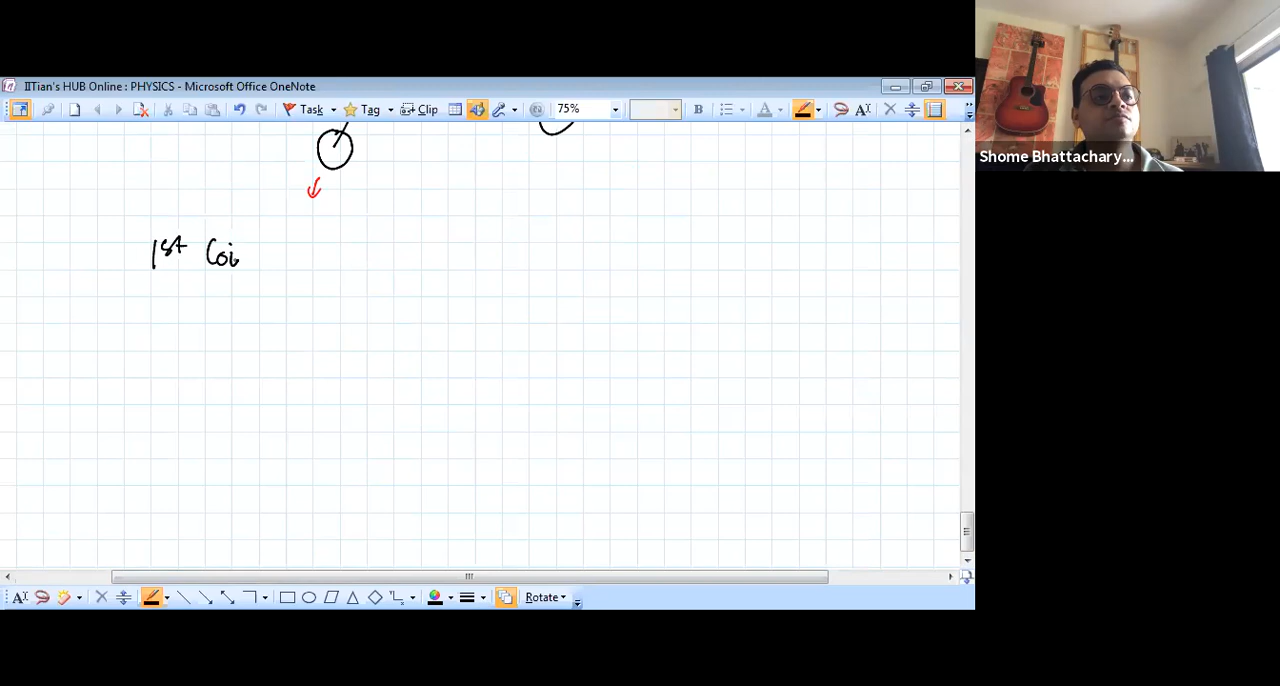 IITian's HUB Online : PHYSICS - Microsoft Office OneNote
Task Tag Clip 75% B A A
1st Coi
Shome Bhattachary...
A Rotate